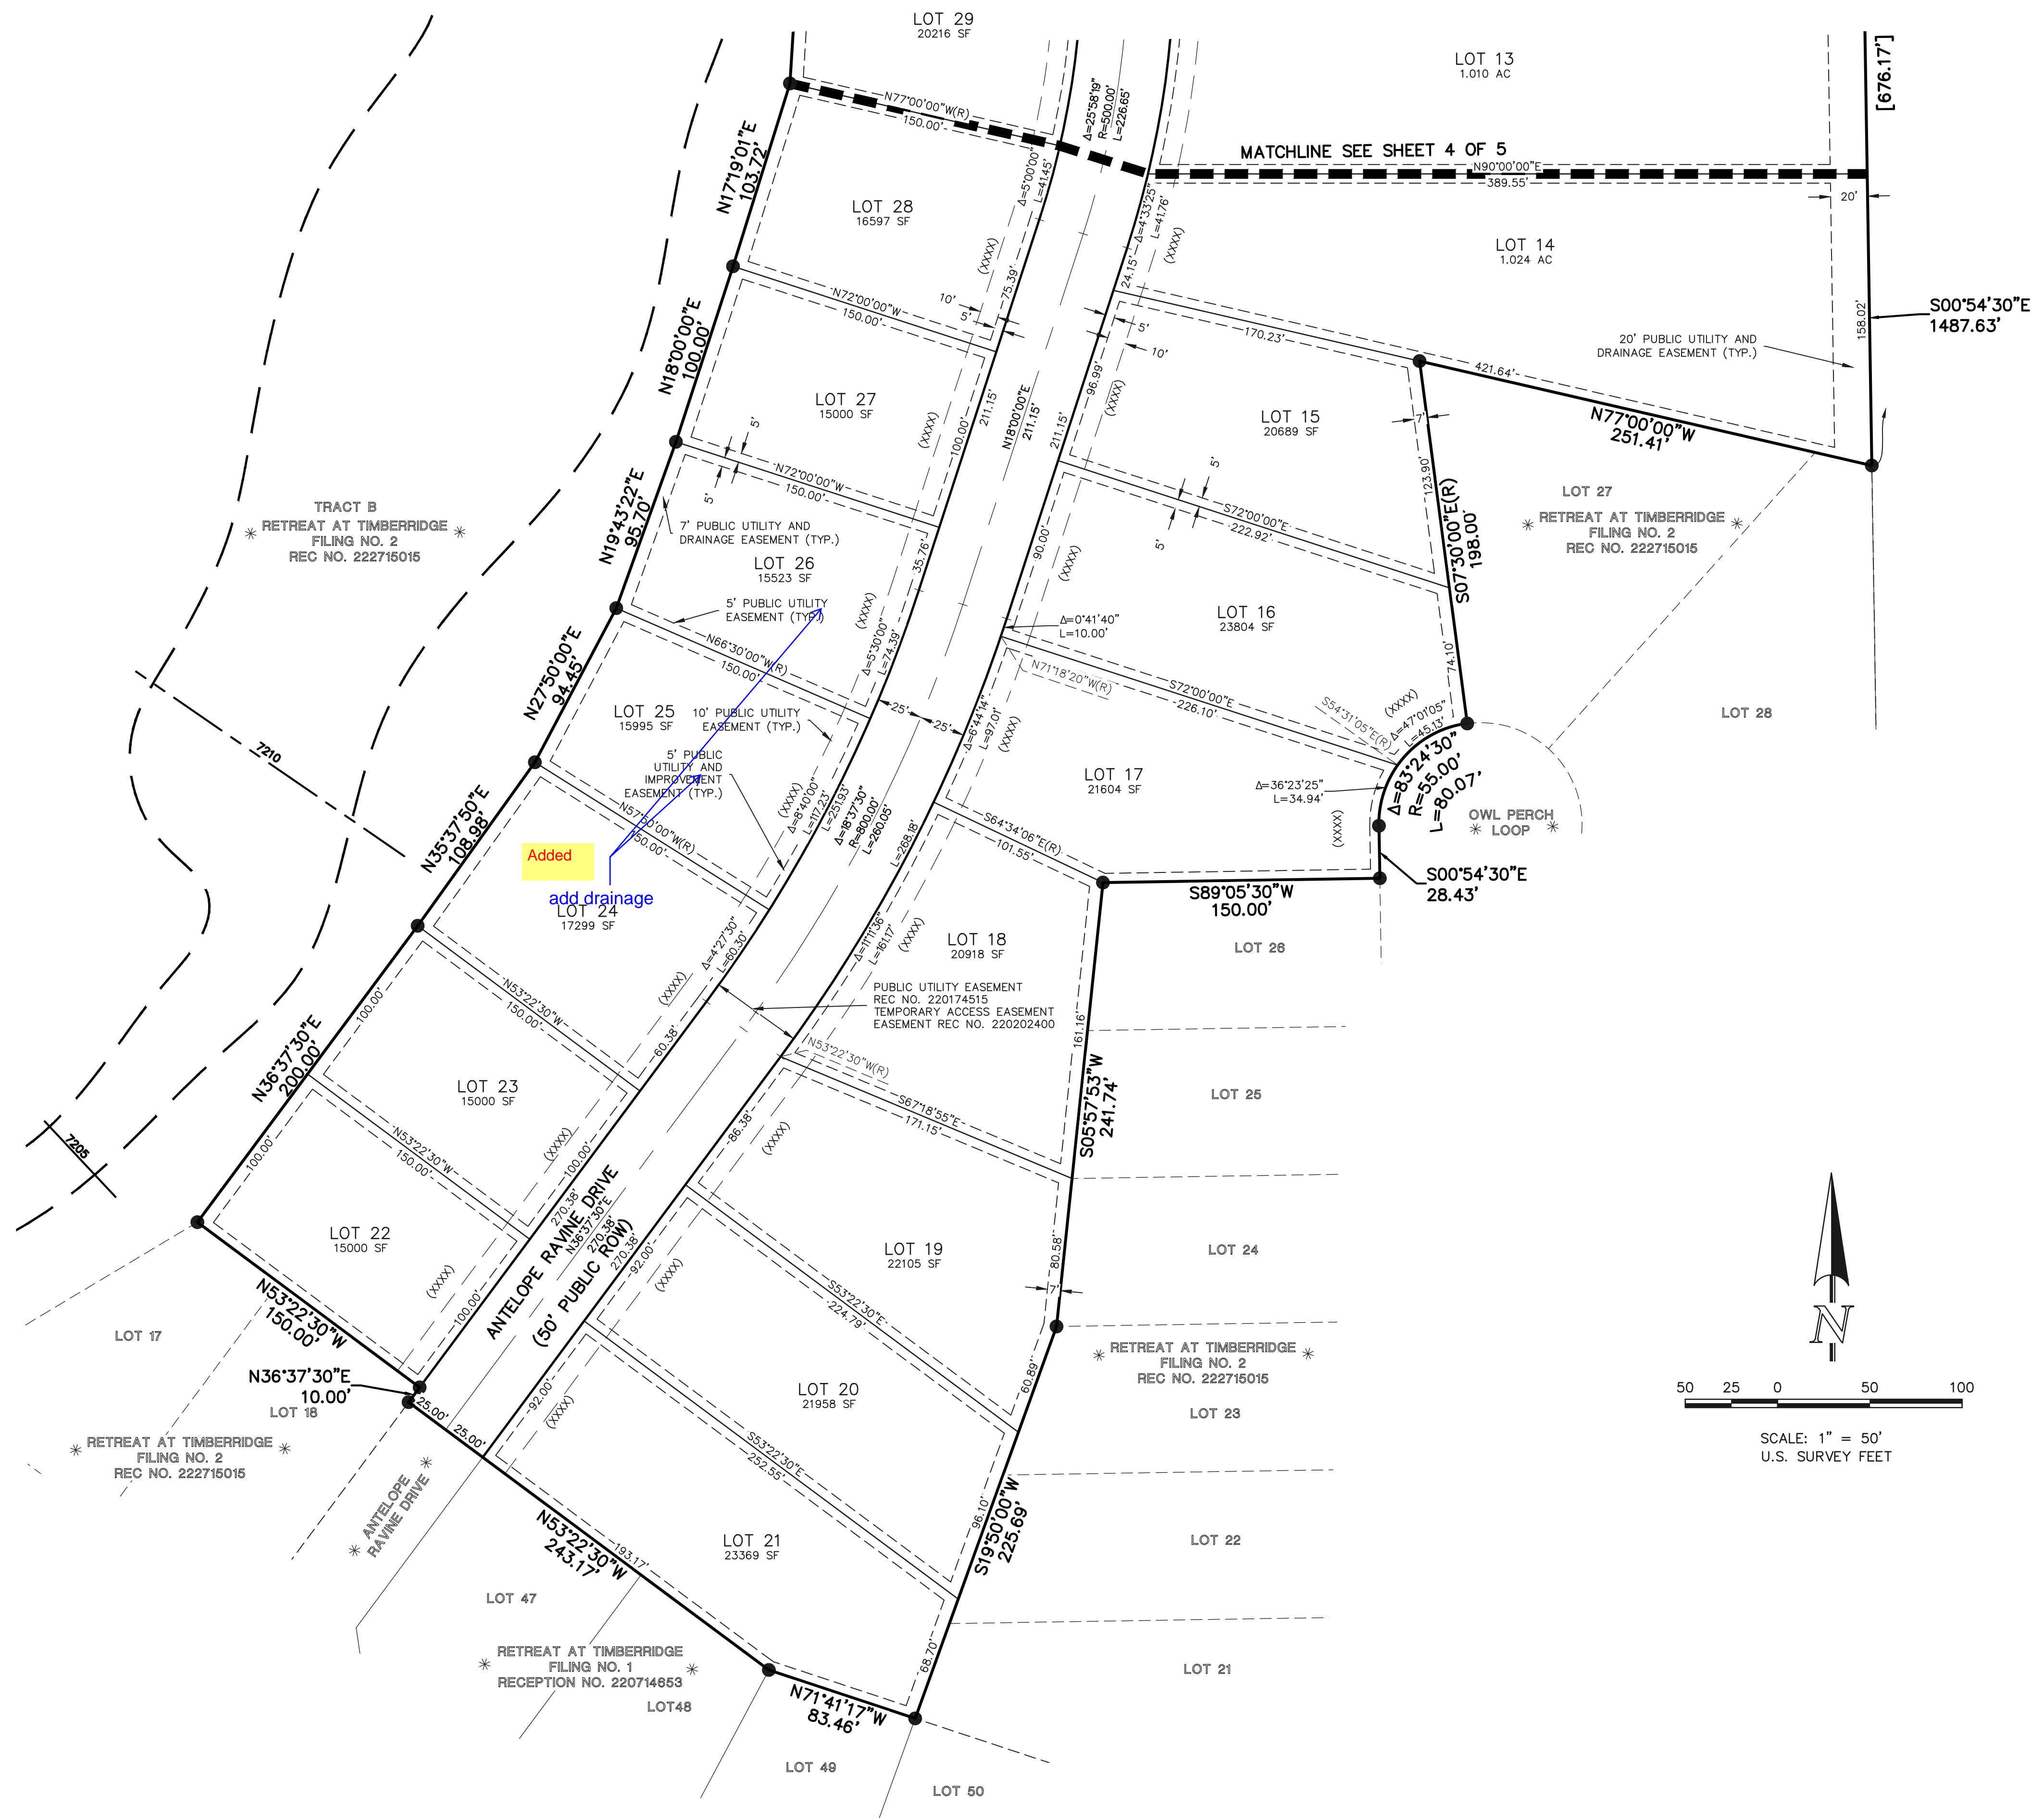 LOT 29
20216 SF
LOT 13
1.010 AC
[676.17']
N77°00'00"W(R)
150.00'
Δ=25°58'19"
R=500.00'
L=226.65'
MATCHLINE SEE SHEET 4 OF 5
N90°00'00"E
389.55'
20'
N17°19'01"E
103.72'
LOT 28
16597 SF
Δ=5°00'00"
L=41.45'
Δ=4°33'25"
L=41.76'
(XXXX)
24.15'
LOT 14
1.024 AC
(XXXX)
75.39'
10'
5'
N72°00'00"W
150.00'
5'
10'
170.23'
158.02'
S00°54'30"E
1487.63'
20' PUBLIC UTILITY AND
DRAINAGE EASEMENT (TYP.)
N18°00'00"E
100.00'
LOT 27
15000 SF
(XXXX)
100.00'
211.15'
N18°00'00"E
211.15'
211.15'
96.99'
(XXXX)
LOT 15
20689 SF
7'
123.90'
421.64'
N77°00'00"W
251.41'
5'
5'
N72°00'00"W
150.00'
5'
5'
S72°00'00"E
222.92'
S07°30'00"E(R)
198.00'
LOT 27
RETREAT AT TIMBERRIDGE
FILING NO. 2
REC NO. 222715015
TRACT B
RETREAT AT TIMBERRIDGE
FILING NO. 2
REC NO. 222715015
N19°43'22"E
95.70'
7' PUBLIC UTILITY AND
DRAINAGE EASEMENT (TYP.)
LOT 26
15523 SF
35.76'
90.00'
(XXXX)
5' PUBLIC UTILITY
EASEMENT (TYP.)
(XXXX)
LOT 16
23804 SF
74.10'
Δ=0°41'40"
L=10.00'
N66°30'00"W(R)
150.00'
Δ=5°30'00"
L=74.39'
N71°18'20"W(R)
S72°00'00"E
226.10'
S54°31'05"E(R)
(XXXX)
Δ=47°01'05"
L=45.13'
LOT 28
N27°50'00"E
94.45'
LOT 25
15995 SF
10' PUBLIC UTILITY
EASEMENT (TYP.)
25'
25'
Δ=6°44'14"
L=97.01'
(XXXX)
Δ=83°24'30"
R=55.00'
L=80.07'
7210
5' PUBLIC
UTILITY AND
IMPROVEMENT
EASEMENT (TYP.)
LOT 17
21604 SF
Δ=36°23'25"
L=34.94'
(XXXX)
OWL PERCH
LOOP
(XXXX)
Δ=8°40'00"
L=117.23'
L=251.93'
Δ=18°37'30"
R=800.00'
L=260.05'
L=268.18'
S64°34'06"E(R)
101.55'
N57°50'00"W(R)
150.00'
N35°37'50"E
108.98'
Added
add drainage
LOT 24
17299 SF
S89°05'30"W
150.00'
S00°54'30"E
28.43'
Δ=4°27'30"
L=60.30'
Δ=11°11'36"
L=161.17'
(XXXX)
LOT 18
20918 SF
LOT 26
(XXXX)
N53°22'30"W
150.00'
PUBLIC UTILITY EASEMENT
REC NO. 220174515
TEMPORARY ACCESS EASEMENT
EASEMENT REC NO. 220202400
100.00'
N36°37'30"E
200.00'
60.38'
N53°22'30"W(R)
161.16'
S05°57'53"W
241.74'
LOT 23
15000 SF
LOT 25
S67°18'55"E
171.15'
86.38'
(XXXX)
7205
100.00'
N53°22'30"W
150.00'
(XXXX)
100.00'
LOT 22
15000 SF
(XXXX)
100.00'
270.38'
ANTELOPE RAVINE DRIVE
N36°37'30"E
270.38'
(50' PUBLIC ROW)
270.38'
92.00'
(XXXX)
LOT 19
22105 SF
80.58'
7'
LOT 24
S53°22'30"E
224.79'
N53°22'30"W
150.00'
LOT 17
N36°37'30"E
10.00'
LOT 18
25.00'
25.00'
92.00'
(XXXX)
LOT 20
21958 SF
60.89'
RETREAT AT TIMBERRIDGE
FILING NO. 2
REC NO. 222715015
LOT 23
N
50 25 0 50 100
SCALE: 1" = 50'
U.S. SURVEY FEET
RETREAT AT TIMBERRIDGE
FILING NO. 2
REC NO. 222715015
ANTELOPE
RAVINE DRIVE
S53°22'30"E
252.55'
96.10'
S19°50'00"W
225.69'
N53°22'30"W
243.17'
193.17'
LOT 21
23369 SF
LOT 22
LOT 47
RETREAT AT TIMBERRIDGE
FILING NO. 1
RECEPTION NO. 220714653
LOT48
68.70'
LOT 21
N71°41'17"W
83.46'
LOT 49
LOT 50